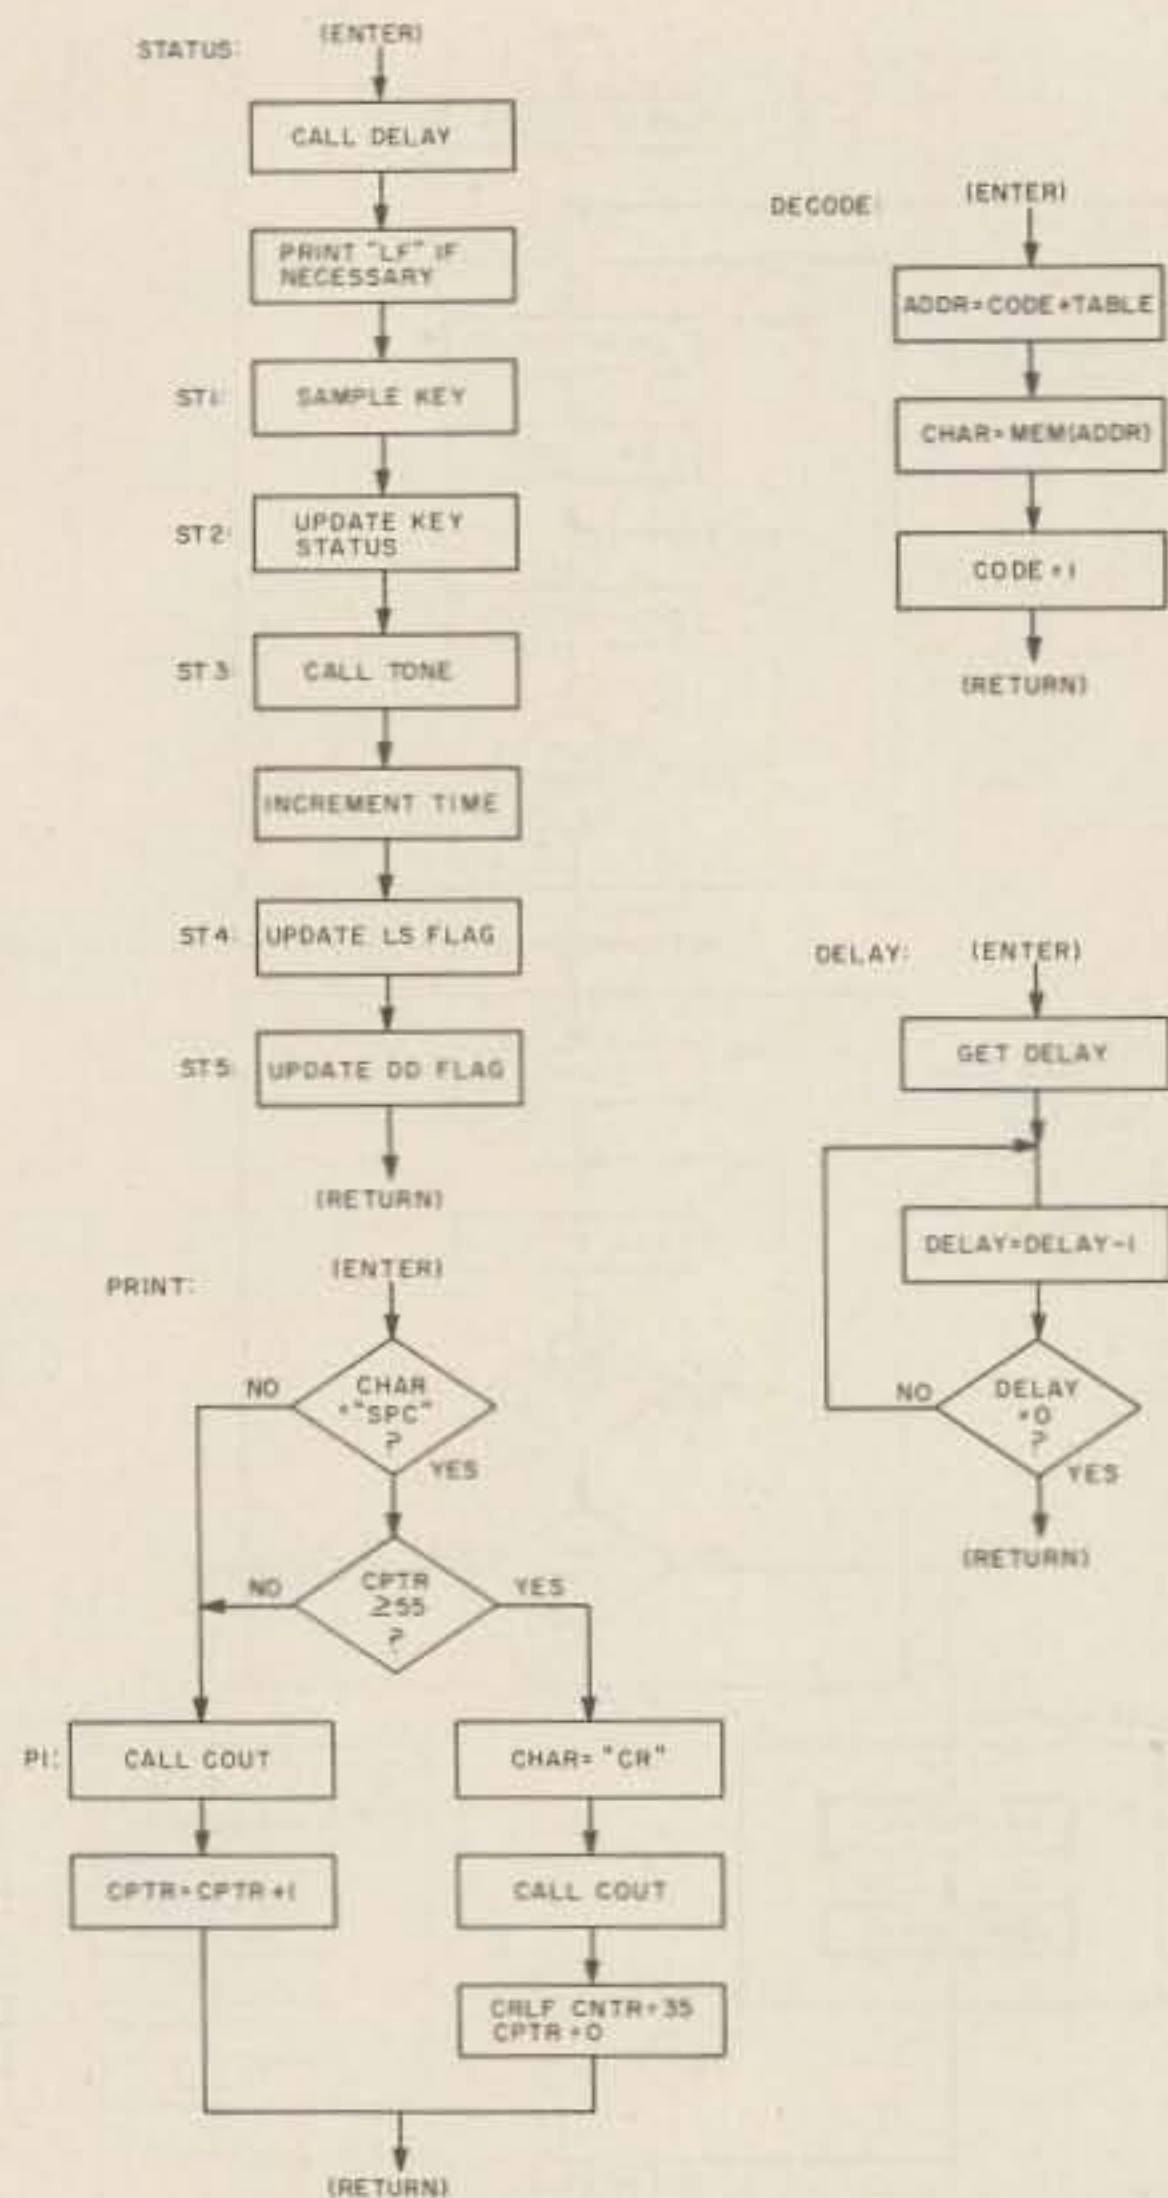 STATUS:
(ENTER)
CALL DELAY
PRINT "LF" IF
NECESSARY
ST1:
SAMPLE KEY
ST2:
UPDATE KEY
STATUS
ST3:
CALL TONE
INCREMENT TIME
ST4:
UPDATE LS FLAG
ST5:
UPDATE DD FLAG
(RETURN)
DECODE:
(ENTER)
ADDR=CODE+TABLE
CHAR=MEM(ADDR)
CODE=1
(RETURN)
DELAY:
(ENTER)
GET DELAY
DELAY=DELAY-1
DELAY
=0
?
NO
YES
(RETURN)
PRINT:
(ENTER)
CHAR
="SPC"
?
NO
YES
CPTR
≥55
?
NO
YES
P1:
CALL COUT
CPTR=CPTR+1
CHAR="CR"
CALL COUT
CRLF CNTR=35
CPTR=0
(RETURN)